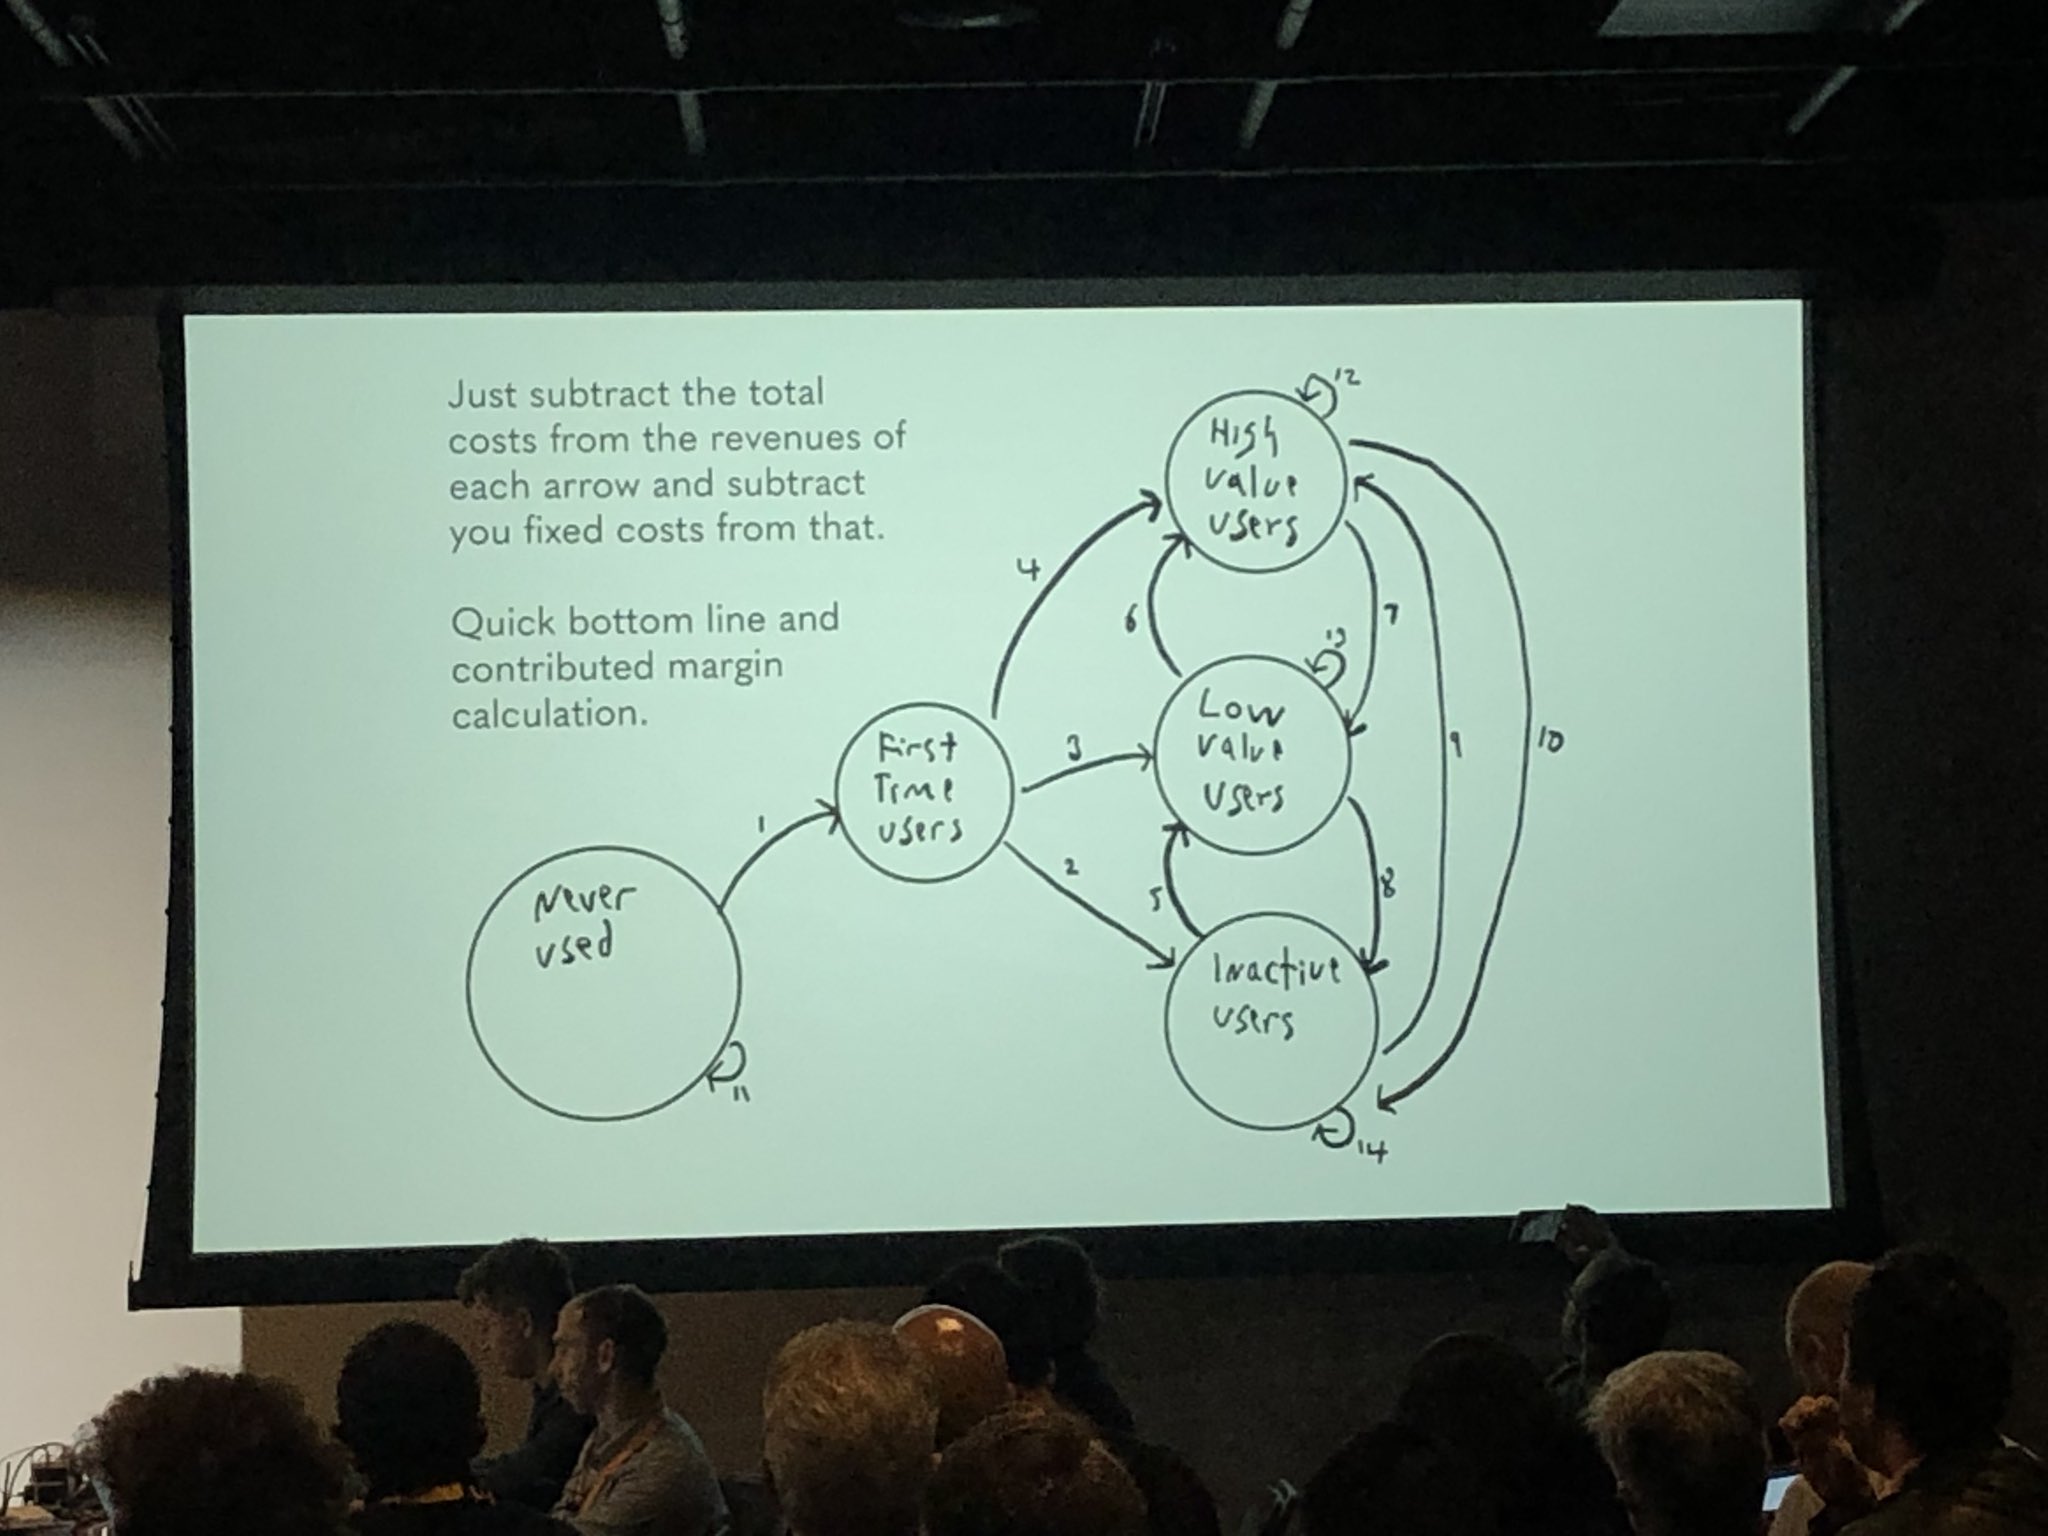 Just subtract the total
costs from the revenues of
each arrow and subtract
you fixed costs from that.
Quick bottom line and
contributed margin
calculation.
Never
used
11
1
First
Time
users
4
3
2
High
value
users
12
6
7
Low
value
users
13
5
8
Inactive
users
14
9
10